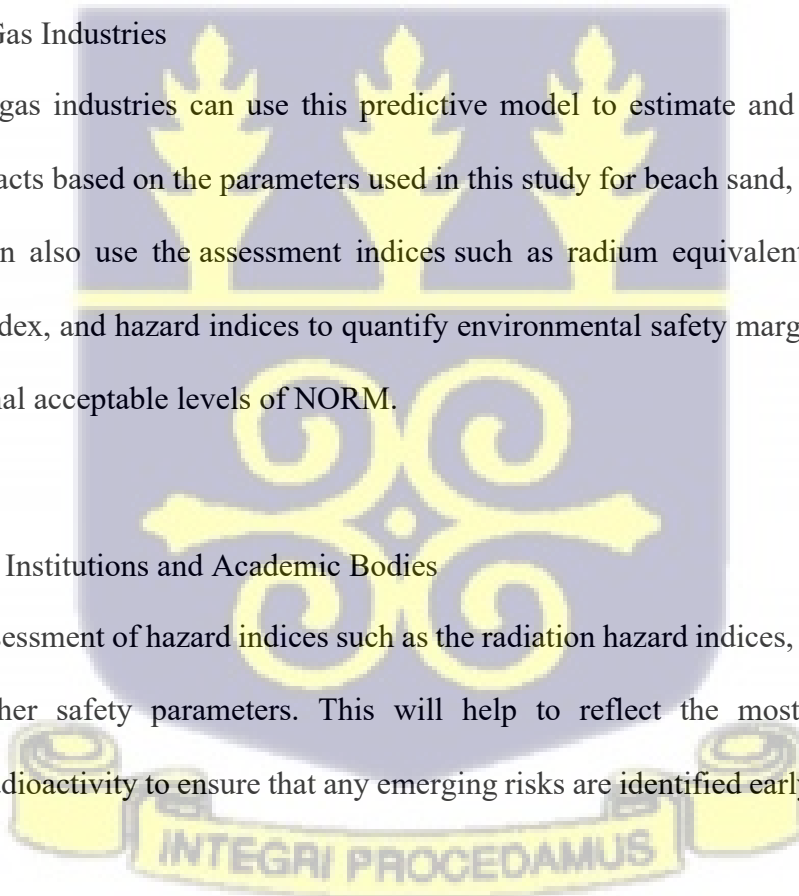 Gas Industries
gas industries can use this predictive model to estimate and
acts based on the parameters used in this study for beach sand,
n also use the assessment indices such as radium equivalent
dex, and hazard indices to quantify environmental safety marg
nal acceptable levels of NORM.
Institutions and Academic Bodies
sessment of hazard indices such as the radiation hazard indices,
her safety parameters. This will help to reflect the most
adioactivity to ensure that any emerging risks are identified early
INTEGRI PROCEDAMUS